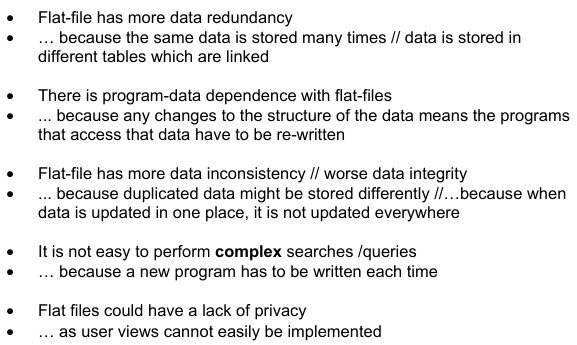 • Flat-file has more data redundancy
• … because the same data is stored many times // data is stored in
different tables which are linked
• There is program-data dependence with flat-files
• ... because any changes to the structure of the data means the programs
that access that data have to be re-written
• Flat-file has more data inconsistency // worse data integrity
• ... because duplicated data might be stored differently //…because when
data is updated in one place, it is not updated everywhere
• It is not easy to perform complex searches /queries
• … because a new program has to be written each time
• Flat files could have a lack of privacy
• … as user views cannot easily be implemented